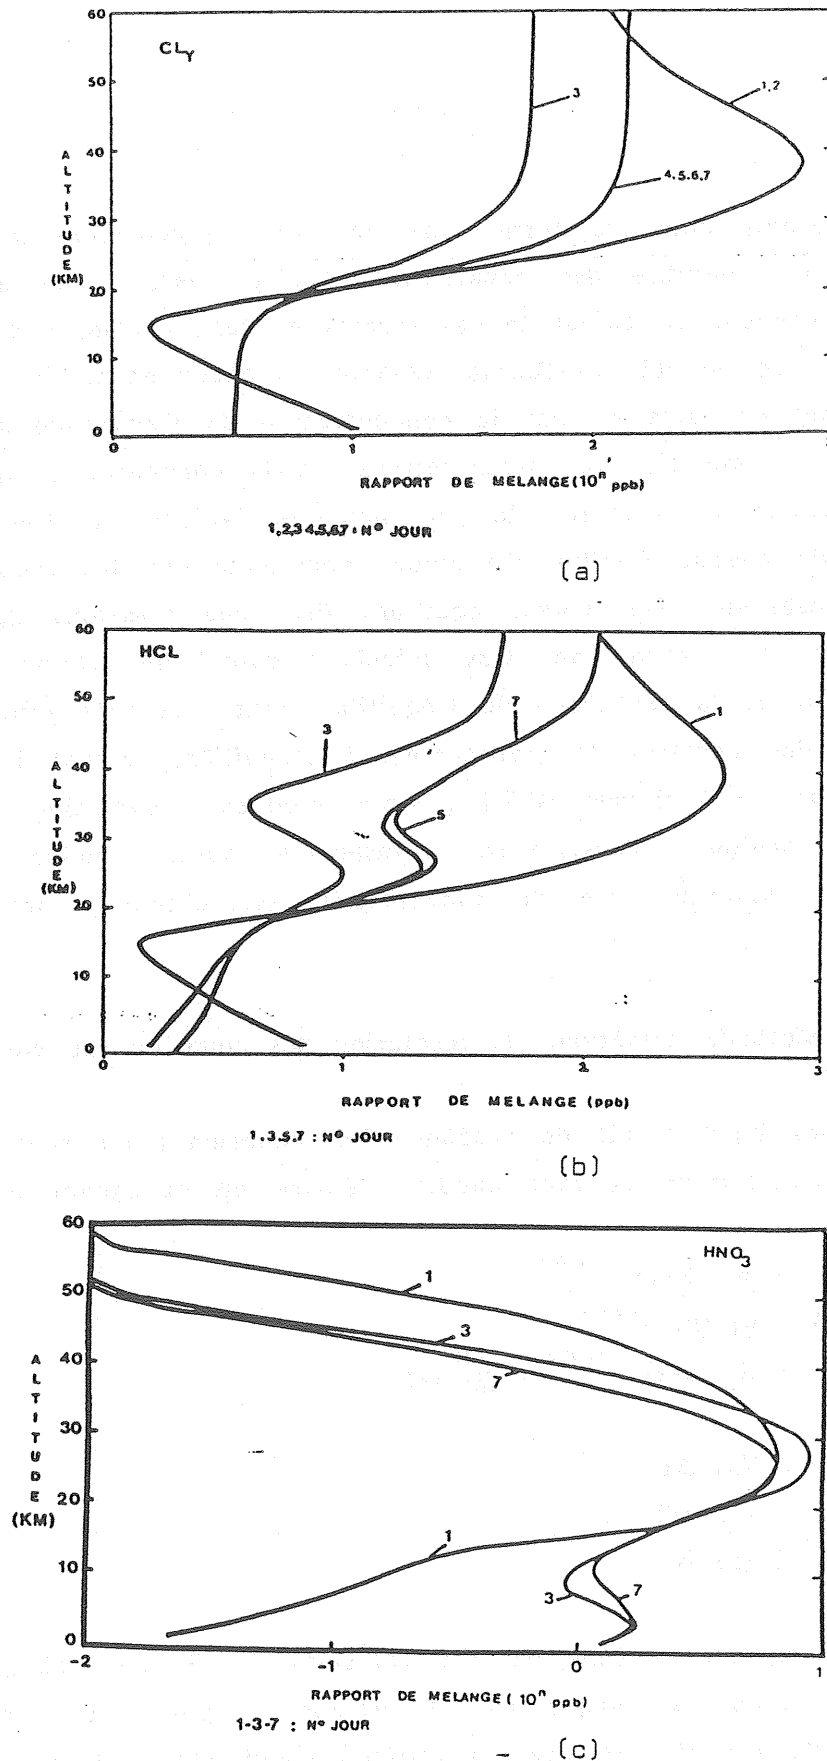 60
CLY
50
3
1,2
ALTITUDE
(KM)
40
4,5,6,7
30
20
10
0
0 1 2
RAPPORT DE MELANGE (10n ppb)
1,2,3 4,5,6,7 : No JOUR
(a)
60
HCL
50
3
7
1
ALTITUDE
(KM)
40
5
30
20
10
0
0 1 2 3
RAPPORT DE MELANGE (ppb)
1.3.5.7 : No JOUR
(b)
60
HNO3
50
1
3
7
ALTITUDE
(KM)
40
30
20
10
1
3
7
0
-2 -1 0 1
RAPPORT DE MELANGE (10n ppb)
1-3-7 : No JOUR
(c)